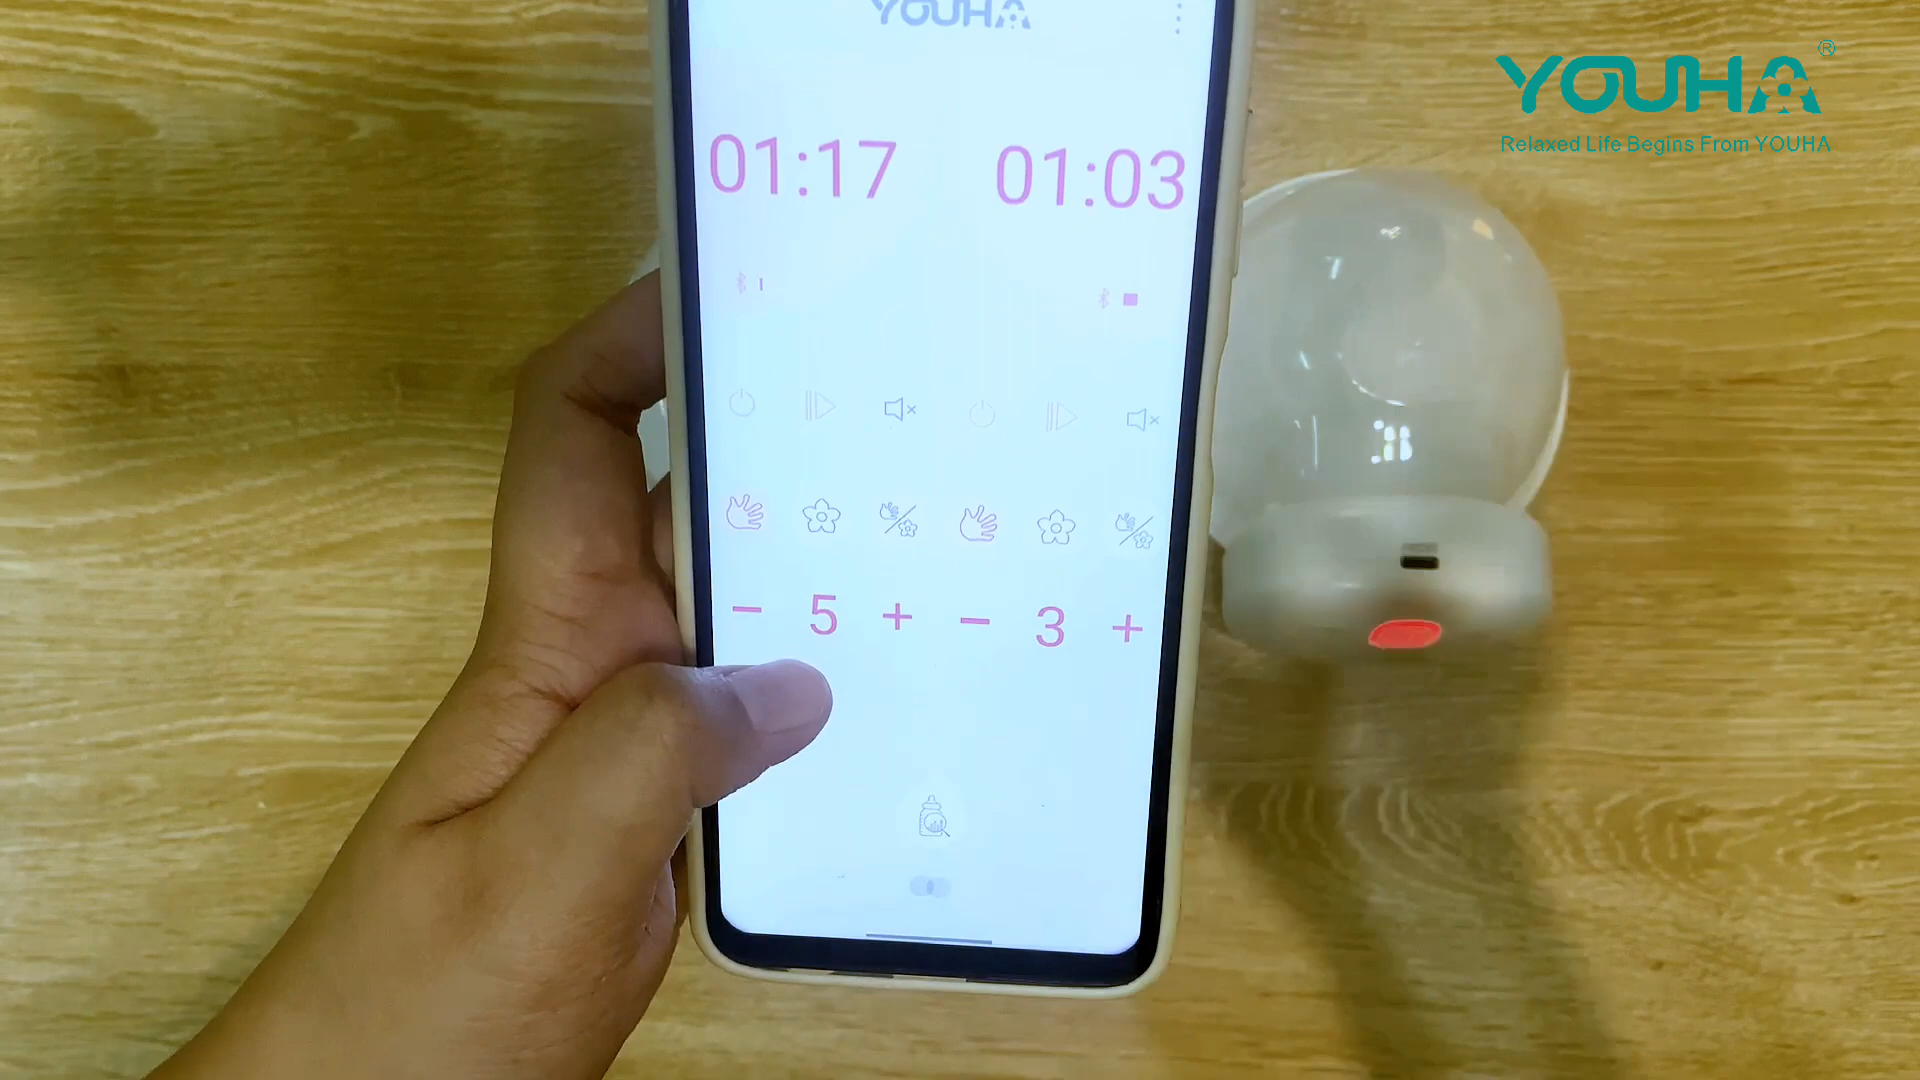 YOUHA
YOUHA®
Relaxed Life Begins From YOUHA
01:17 01:03
- 5 + - 3 +